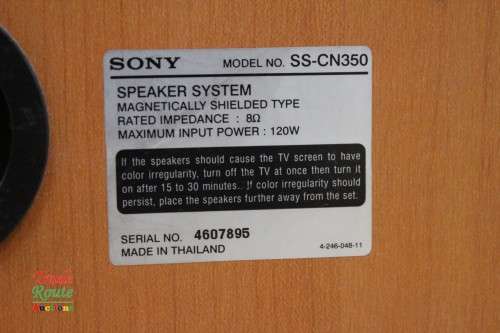 SONY MODEL NO. SS-CN350
SPEAKER SYSTEM
MAGNETICALLY SHIELDED TYPE
RATED IMPEDANCE : 8Ω
MAXIMUM INPUT POWER : 120W
If the speakers should cause the TV screen to have
color irregularity, turn off the TV at once then turn it
on after 15 to 30 minutes.. If color irregularity should
persist, place the speakers further away from the set.
SERIAL NO. 4607895
MADE IN THAILAND 4-246-048-11
Trash
Route
Auctions